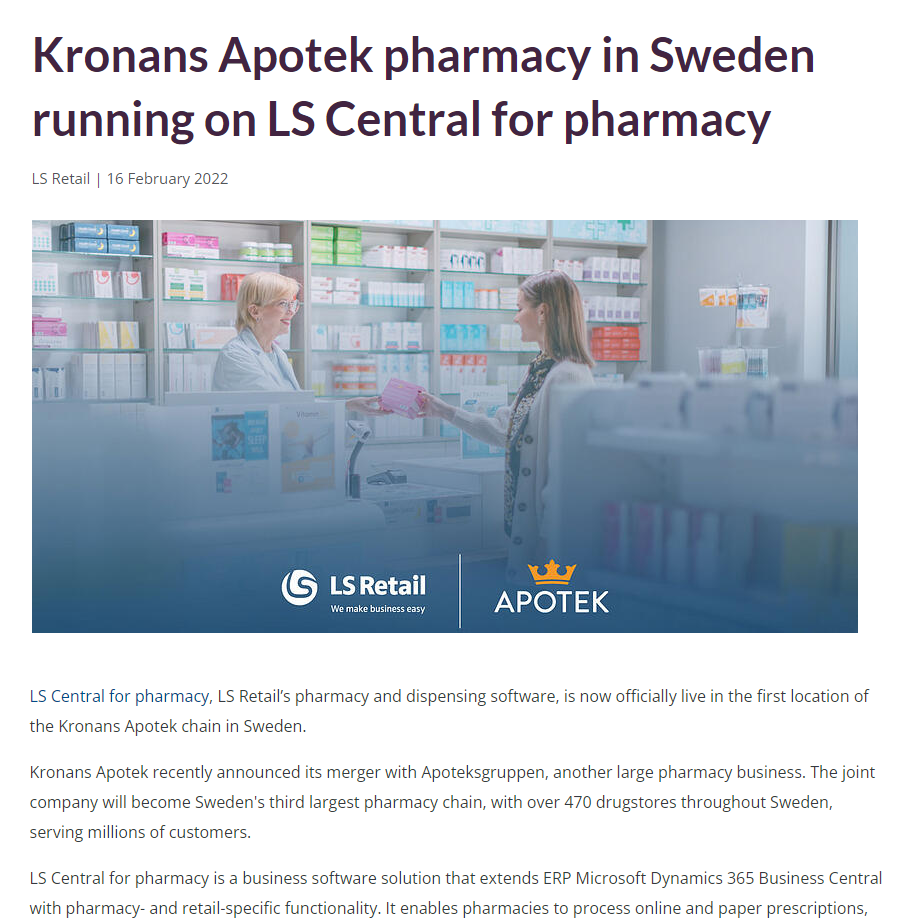 Kronans Apotek pharmacy in Sweden
running on LS Central for pharmacy
LS Retail | 16 February 2022
Vitamin
SLEEP
LS Retail
We make business easy
APOTEK
LS Central for pharmacy, LS Retail’s pharmacy and dispensing software, is now officially live in the first location of
the Kronans Apotek chain in Sweden.
Kronans Apotek recently announced its merger with Apoteksgruppen, another large pharmacy business. The joint
company will become Sweden's third largest pharmacy chain, with over 470 drugstores throughout Sweden,
serving millions of customers.
LS Central for pharmacy is a business software solution that extends ERP Microsoft Dynamics 365 Business Central
with pharmacy- and retail-specific functionality. It enables pharmacies to process online and paper prescriptions,